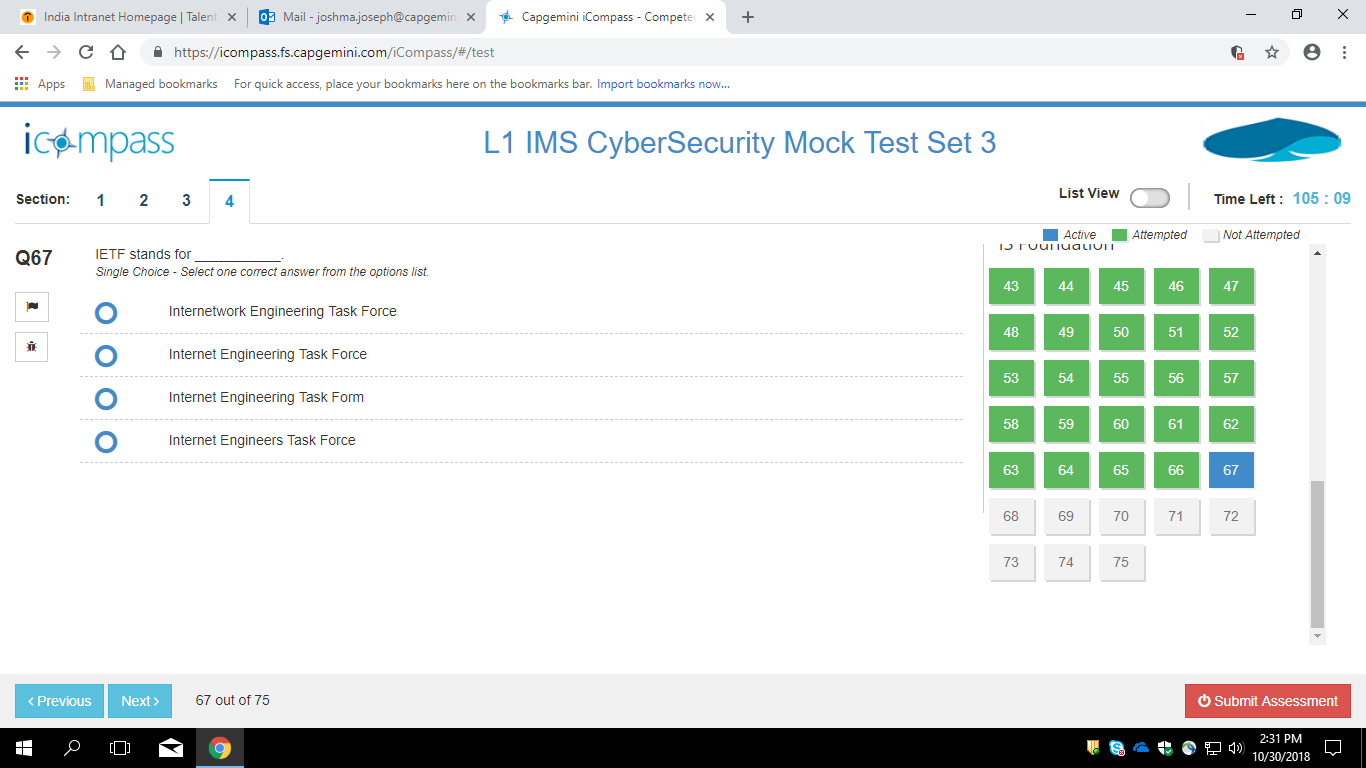 India Intranet Homepage | Talent
Mail - joshma.joseph@capgemin
Capgemini iCompass - Competen
https://icompass.fs.capgemini.com/iCompass/#/test
Apps
Managed bookmarks
For quick access, place your bookmarks here on the bookmarks bar. Import bookmarks now...
icompass
L1 IMS CyberSecurity Mock Test Set 3
Section: 1 2 3 4
List View
Time Left : 105 : 09
Active Attempted Not Attempted
Q67
IETF stands for ___________.
Single Choice - Select one correct answer from the options list.
Internetwork Engineering Task Force
Internet Engineering Task Force
Internet Engineering Task Form
Internet Engineers Task Force
IS Foundation
43 44 45 46 47
48 49 50 51 52
53 54 55 56 57
58 59 60 61 62
63 64 65 66 67
68 69 70 71 72
73 74 75
‹ Previous
Next ›
67 out of 75
Submit Assessment
2:31 PM
10/30/2018